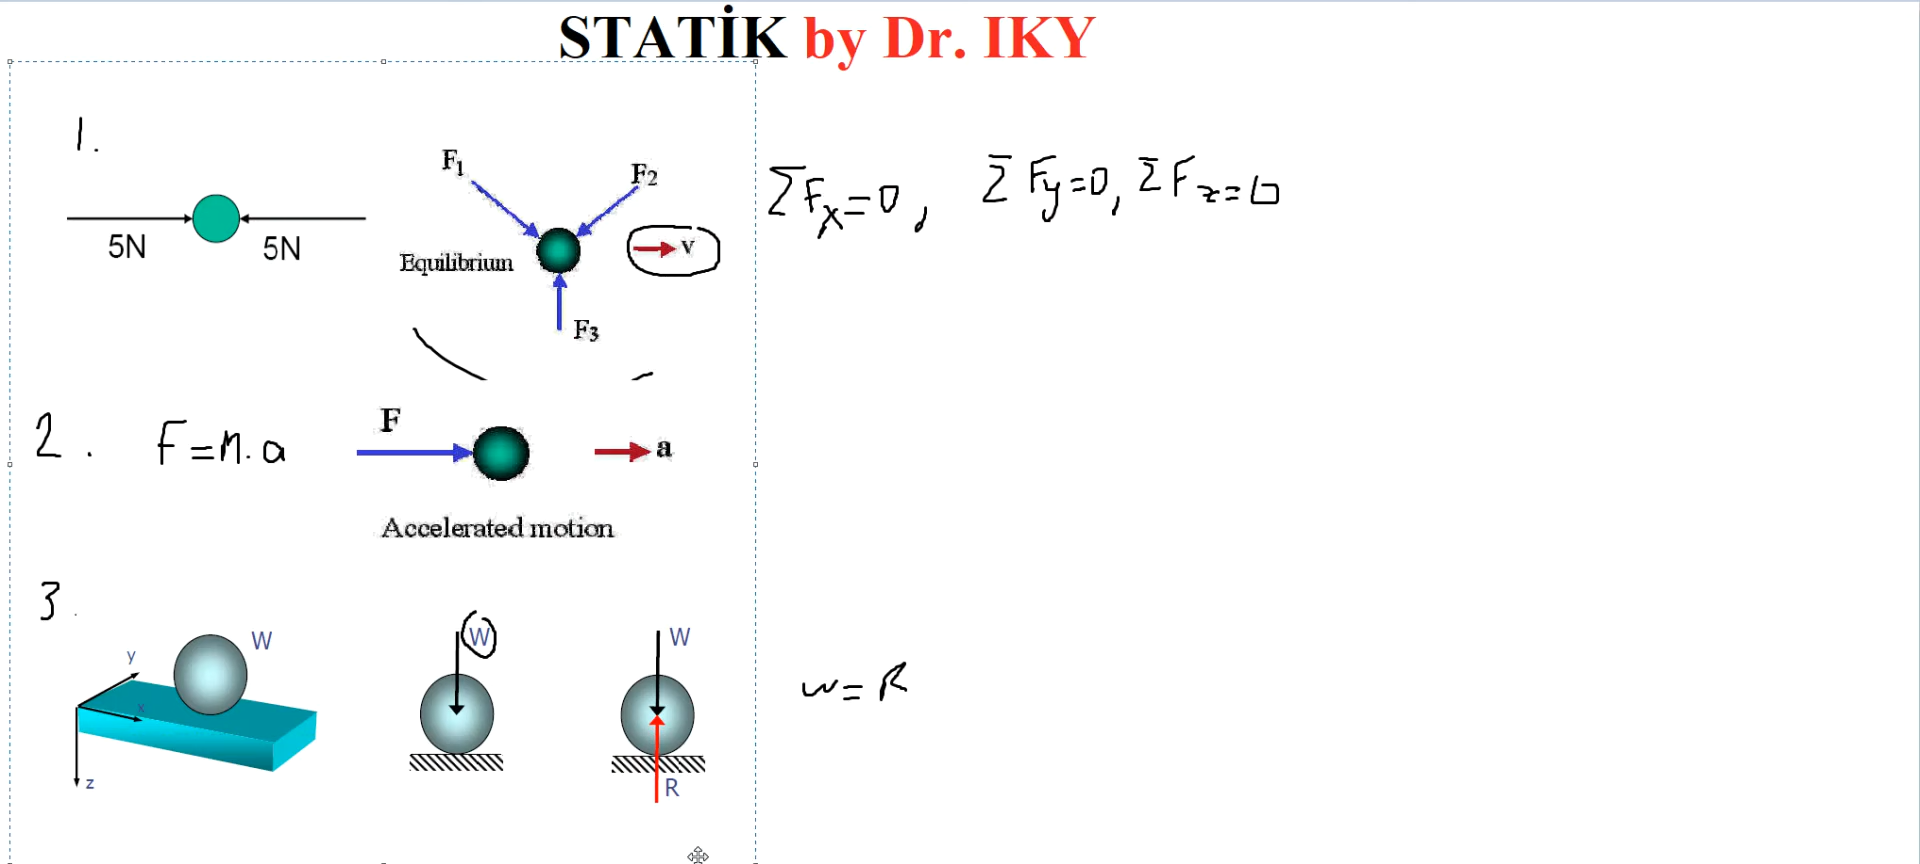 STATİK by Dr. IKY
1.
F1
F2
ΣFx=0, ΣFy=0, ΣFz=0
5N
5N
Equilibrium
v
F3
2. F=m.a
F
a
Accelerated motion
3.
W
W
W
y
x
z
R
w=R